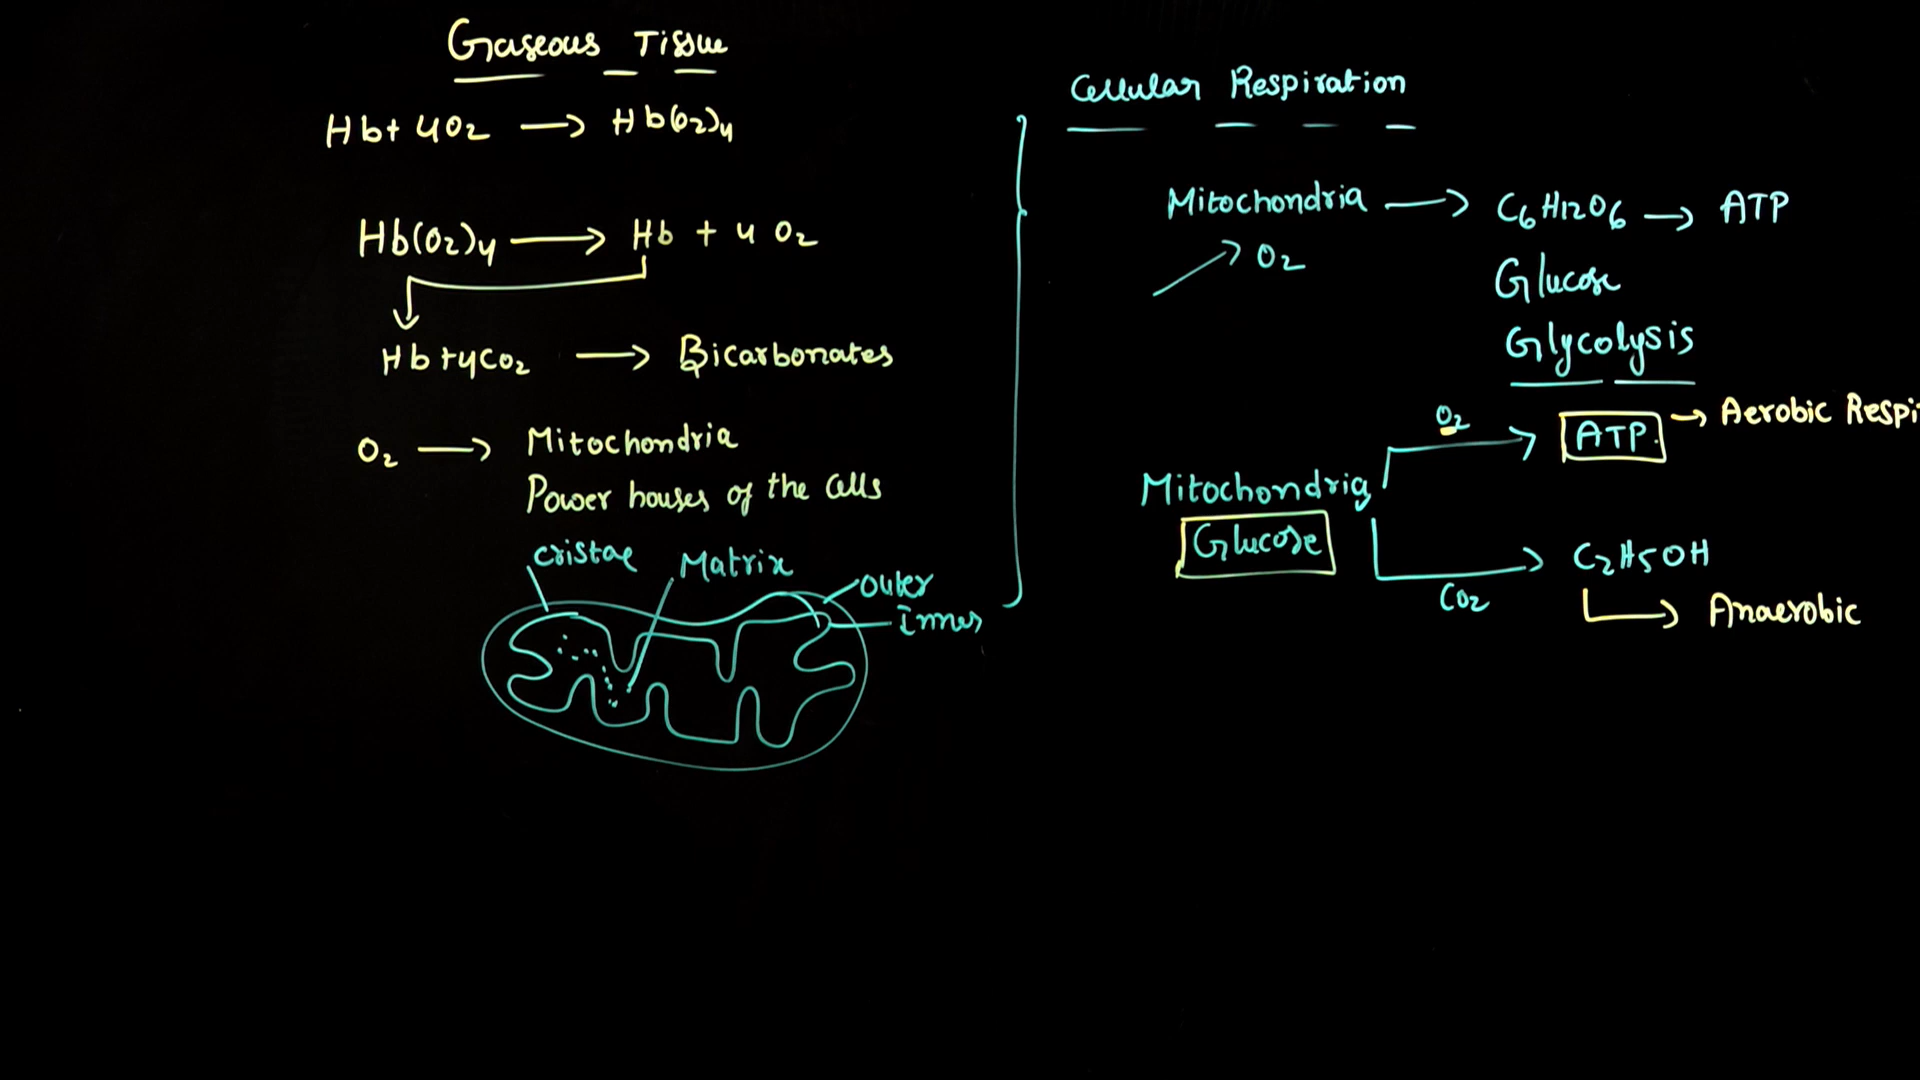 Gaseous Tissue
Hb + 4O2 → Hb(O2)4
Hb(O2)4 → Hb + 4 O2
Hb + 4CO2 → Bicarbonates
O2 → Mitochondria
Power houses of the cells
cristae
Matrix
outer
Inner
Cellular Respiration
Mitochondria → C6H12O6 → ATP
O2
Glucose
Glycolysis
O2
ATP. → Aerobic Respi
Mitochondria
Glucose
C2H5OH
CO2
Anaerobic